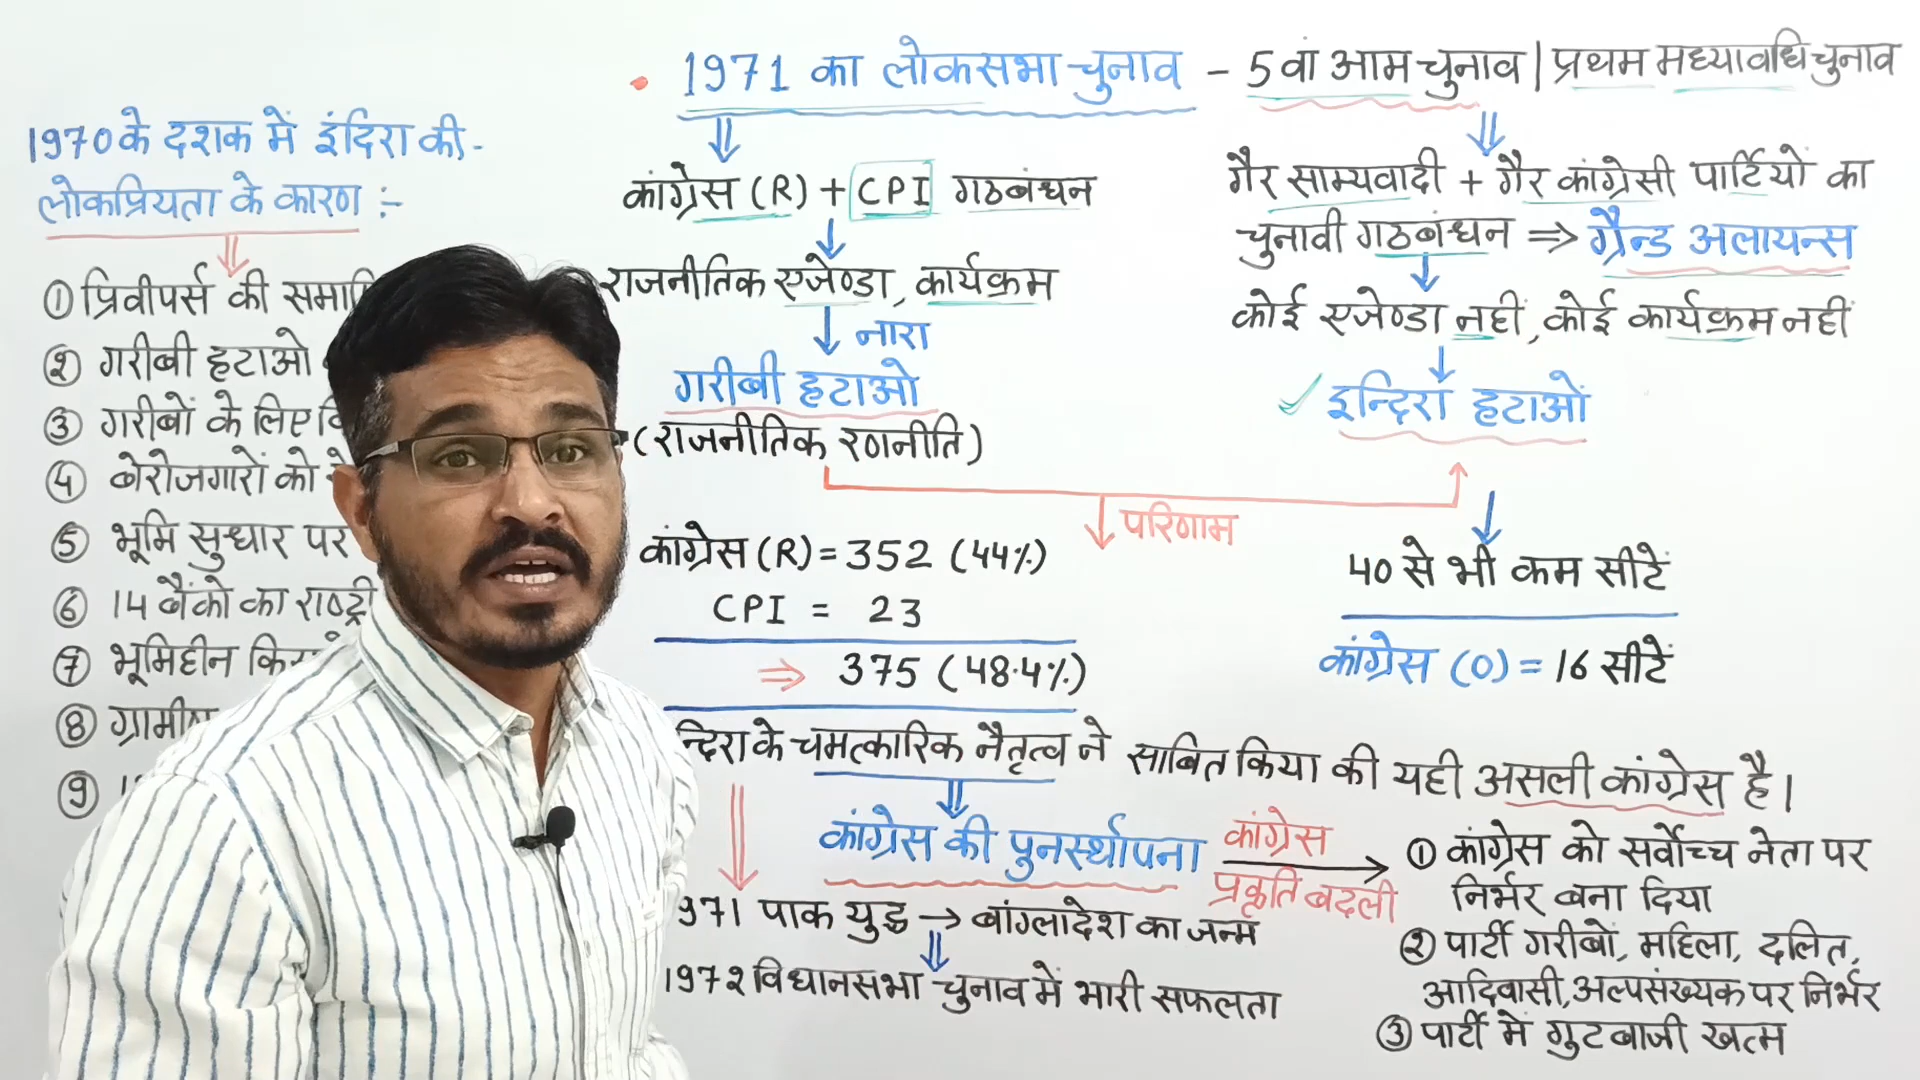 1971 का लोकसभा चुनाव – 5वां आम चुनाव | प्रथम मध्यावधि चुनाव
1970 के दशक में इंदिरा की -
लोकप्रियता के कारण :-
① प्रिवीपर्स की
② गरीबी हटाओ
③ गरीबों के लिए
④ बेरोजगारों को
⑤ भूमि सुधार पर
⑥ 14 बैंको का
⑦ भूमिहीन
⑧
⑨
कांग्रेस (R) + CPI गठबंधन
राजनीतिक एजेण्डा, कार्यक्रम
नारा
गरीबी हटाओ
(राजनीतिक रणनीति)
गैर साम्यवादी + गैर कांग्रेसी पार्टियों का
चुनावी गठबंधन ⇒ ग्रैन्ड अलायन्स
कोई एजेण्डा नहीं, कोई कार्यक्रम नहीं
✓ इन्दिरा हटाओं
परिणाम
कांग्रेस (R) = 352 (44%)
CPI = 23
⇒ 375 (48.4%)
40 से भी कम सीटें
कांग्रेस (O) = 16 सीटें
के चमत्कारिक नैतृत्व ने साबित किया की यही असली कांग्रेस है।
कांग्रेस की पुनर्स्थापना
कांग्रेस
प्रकृति बदली
① कांग्रेस को सर्वोच्च नेता पर
निर्भर बना दिया
② पार्टी गरीबों, महिला, दलित,
आदिवासी, अल्पसंख्यक पर निर्भर
③ पार्टी में गुटबाजी खत्म
971 पाक युद्ध → बांग्लादेश का जन्म
1972 विधानसभा चुनाव में भारी सफलता